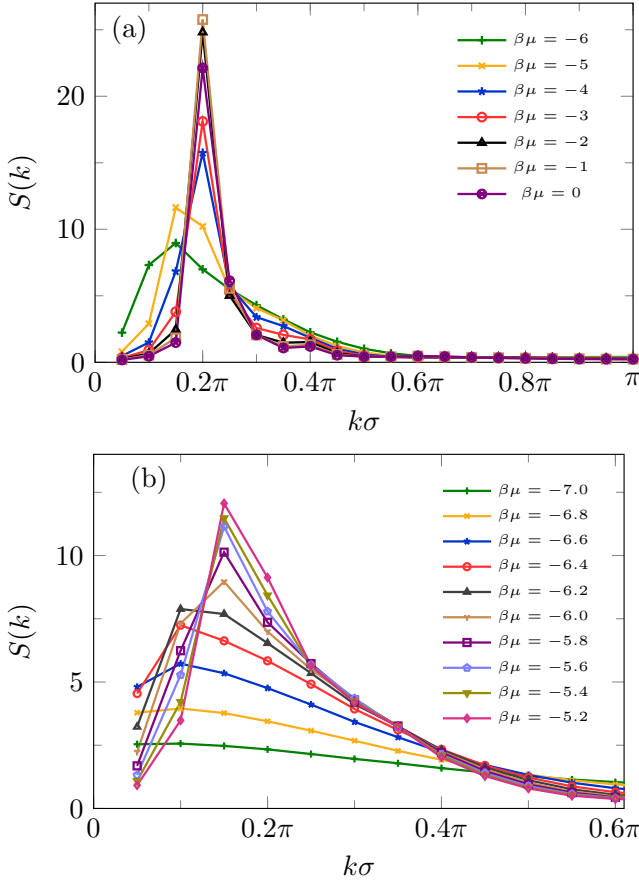 (a)
βµ = −6
βµ = −5
βµ = −4
βµ = −3
βµ = −2
βµ = −1
βµ = 0
20
10
0
S(k)
0
0.2π
0.4π
0.6π
0.8π
π
kσ
(b)
βµ = −7.0
βµ = −6.8
βµ = −6.6
βµ = −6.4
βµ = −6.2
βµ = −6.0
βµ = −5.8
βµ = −5.6
βµ = −5.4
βµ = −5.2
10
5
0
S(k)
0
0.2π
0.4π
0.6π
kσ